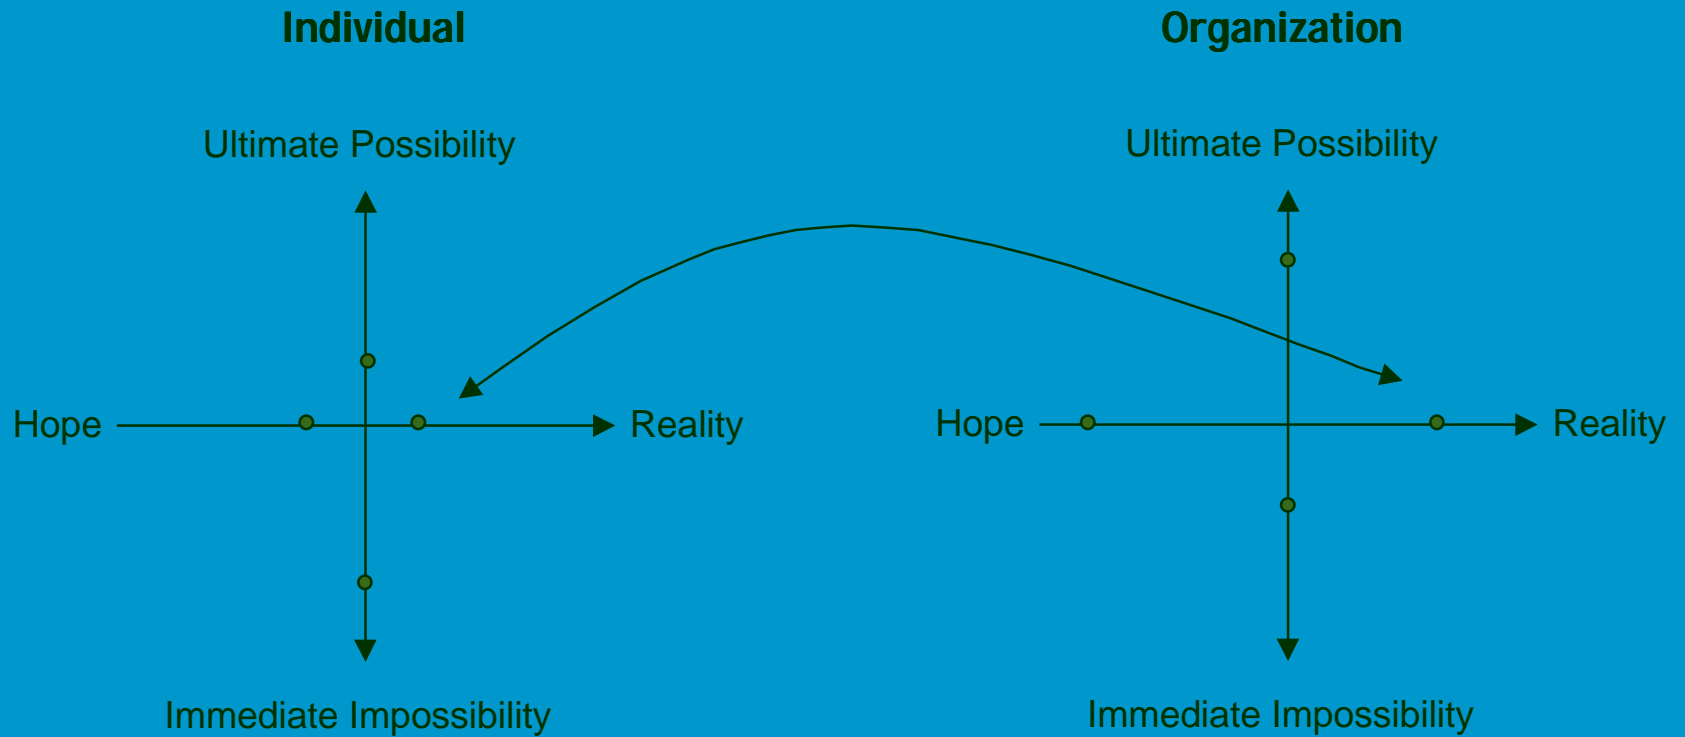 Individual
Organization
Ultimate Possibility
Ultimate Possibility
Hope
Reality
Hope
Reality
Immediate Impossibility
Immediate Impossibility